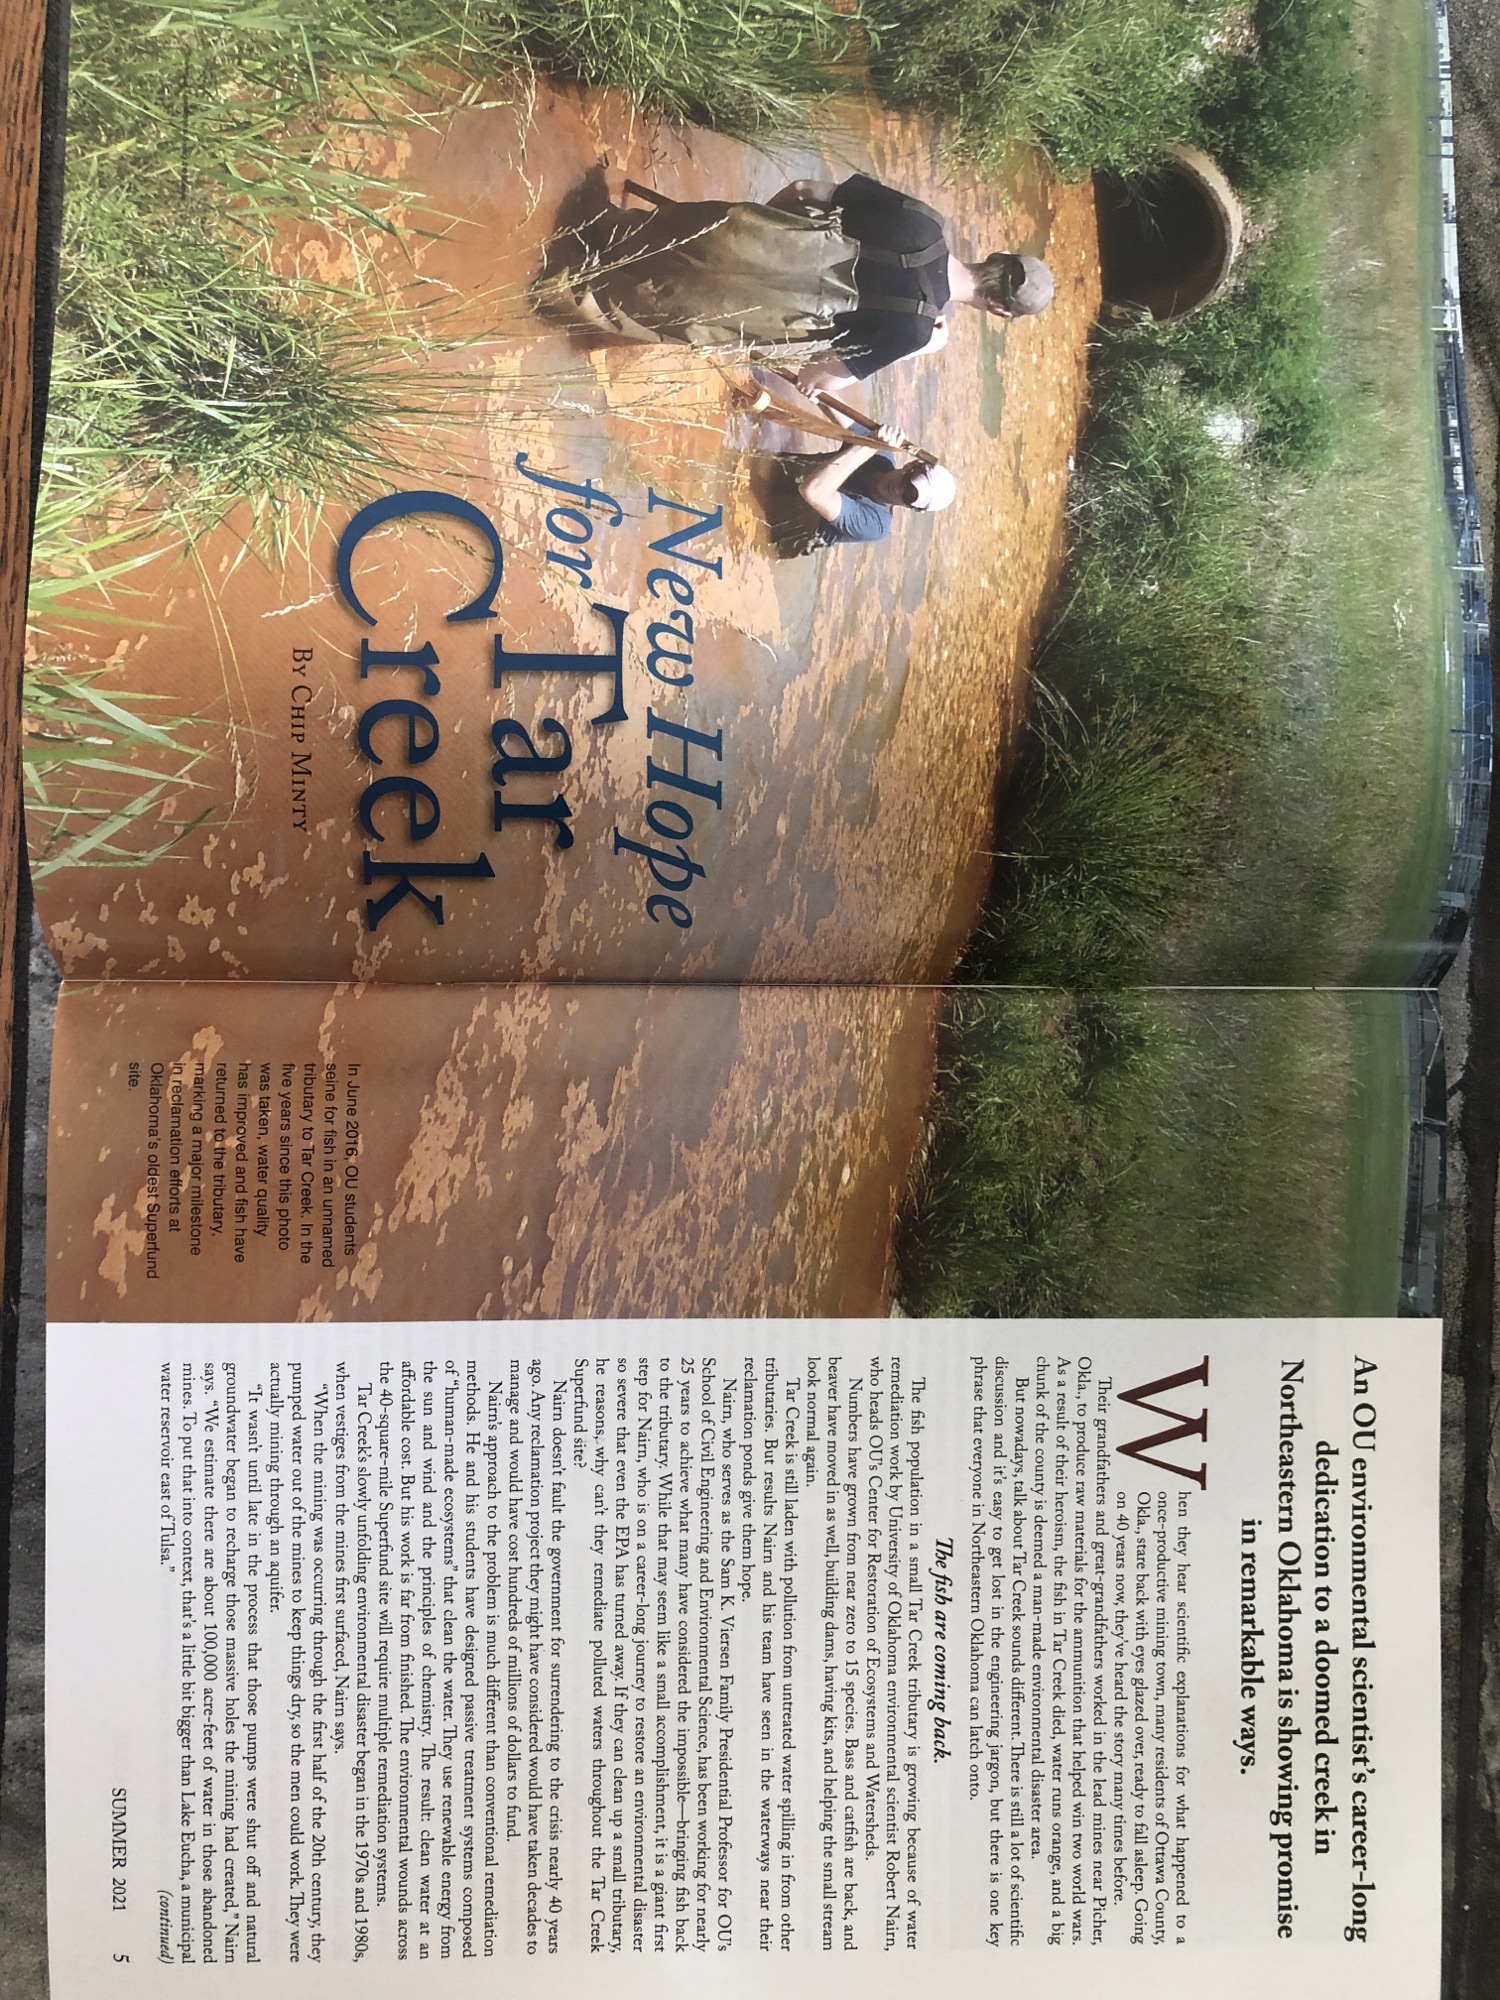 New Hope
for Tar
Creek
By Chip Minty
In June 2016, OU students
seine for fish in an unnamed
tributary to Tar Creek. In the
five years since this photo
was taken, water quality
has improved and fish have
returned to the tributary,
marking a major milestone
in reclamation efforts at
Oklahoma's oldest Superfund
site.
An OU environmental scientist's career-long
dedication to a doomed creek in
Northeastern Oklahoma is showing promise
in remarkable ways.
When they hear scientific explanations for what happened to a
once-productive mining town, many residents of Ottawa County,
Okla., stare back with eyes glazed over, ready to fall asleep. Going
on 40 years now, they've heard the story many times before.
Their grandfathers and great-grandfathers worked in the lead mines near Picher,
Okla., to produce raw materials for the ammunition that helped win two world wars.
As a result of their heroism, the fish in Tar Creek died, water runs orange, and a big
chunk of the county is deemed a man-made environmental disaster area.
But nowadays, talk about Tar Creek sounds different. There is still a lot of scientific
discussion and it's easy to get lost in the engineering jargon, but there is one key
phrase that everyone in Northeastern Oklahoma can latch onto.
The fish are coming back.
The fish population in a small Tar Creek tributary is growing because of water
remediation work by University of Oklahoma environmental scientist Robert Nairn,
who heads OU's Center for Restoration of Ecosystems and Watersheds.
Numbers have grown from near zero to 15 species. Bass and catfish are back, and
beaver have moved in as well, building dams, having kits, and helping the small stream
look normal again.
Tar Creek is still laden with pollution from untreated water spilling in from other
tributaries. But results Nairn and his team have seen in the waterways near their
reclamation ponds give them hope.
Nairn, who serves as the Sam K. Viersen Family Presidential Professor for OU's
School of Civil Engineering and Environmental Science, has been working for nearly
25 years to achieve what many have considered the impossible—bringing fish back
to the tributary. While that may seem like a small accomplishment, it is a giant first
step for Nairn, who is on a career-long journey to restore an environmental disaster
so severe that even the EPA has turned away. If they can clean up a small tributary,
he reasons, why can't they remediate polluted waters throughout the Tar Creek
Superfund site?
Nairn doesn't fault the government for surrendering to the crisis nearly 40 years
ago. Any reclamation project they might have considered would have taken decades to
manage and would have cost hundreds of millions of dollars to fund.
Nairn's approach to the problem is much different than conventional remediation
methods. He and his students have designed passive treatment systems composed
of "human-made ecosystems" that clean the water. They use renewable energy from
the sun and wind and the principles of chemistry. The result: clean water at an
affordable cost. But his work is far from finished. The environmental wounds across
the 40-square-mile Superfund site will require multiple remediation systems.
Tar Creek's slowly unfolding environmental disaster began in the 1970s and 1980s,
when vestiges from the mines first surfaced, Nairn says.
"When the mining was occurring through the first half of the 20th century, they
pumped water out of the mines to keep things dry, so the men could work. They were
actually mining through an aquifer.
"It wasn't until late in the process that those pumps were shut off and natural
groundwater began to recharge those massive holes the mining had created," Nairn
says. "We estimate there are about 100,000 acre-feet of water in those abandoned
mines. To put that into context, that's a little bit bigger than Lake Eucha, a municipal
water reservoir east of Tulsa."
(continued)
SUMMER 2021 5